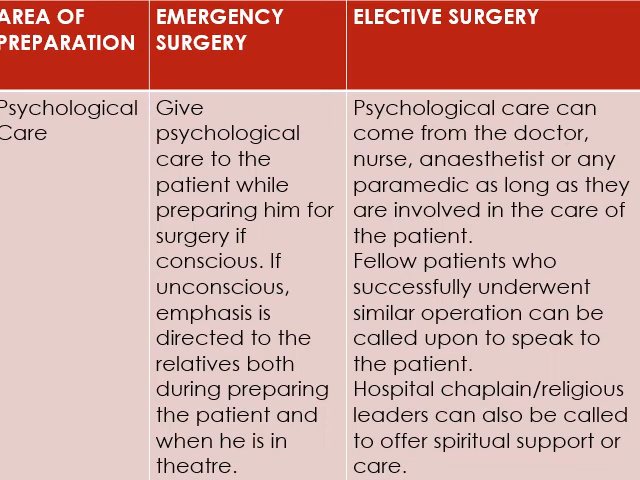 AREA OF
PREPARATION
EMERGENCY
SURGERY
ELECTIVE SURGERY
Psychological
Care
Give
psychological
care to the
patient while
preparing him for
surgery if
conscious. If
unconscious,
emphasis is
directed to the
relatives both
during preparing
the patient and
when he is in
theatre.
Psychological care can
come from the doctor,
nurse, anaesthetist or any
paramedic as long as they
are involved in the care of
the patient.
Fellow patients who
successfully underwent
similar operation can be
called upon to speak to
the patient.
Hospital chaplain/religious
leaders can also be called
to offer spiritual support or
care.